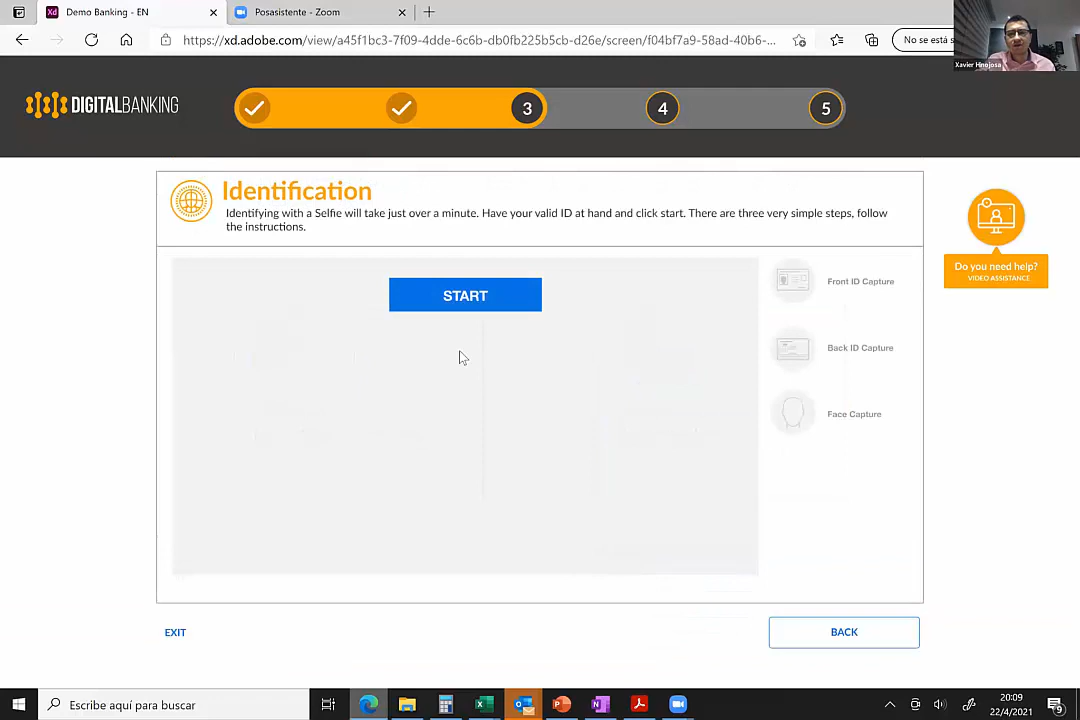 Demo Banking - EN
Posasistente - Zoom
https://xd.adobe.com/view/a45f1bc3-7f09-4dde-6c6b-db0fb225b5cb-d26e/screen/f04bf7a9-58ad-40b6-...
No se está s
Xavier Hnojosa
DIGITALBANKING
3
4
5
Identification
Identifying with a Selfie will take just over a minute. Have your valid ID at hand and click start. There are three very simple steps, follow
the instructions.
Do you need help?
VIDEO ASSISTANCE
START
Front ID Capture
Back ID Capture
Face Capture
EXIT
BACK
Escribe aquí para buscar
20:09
22/4/2021
9